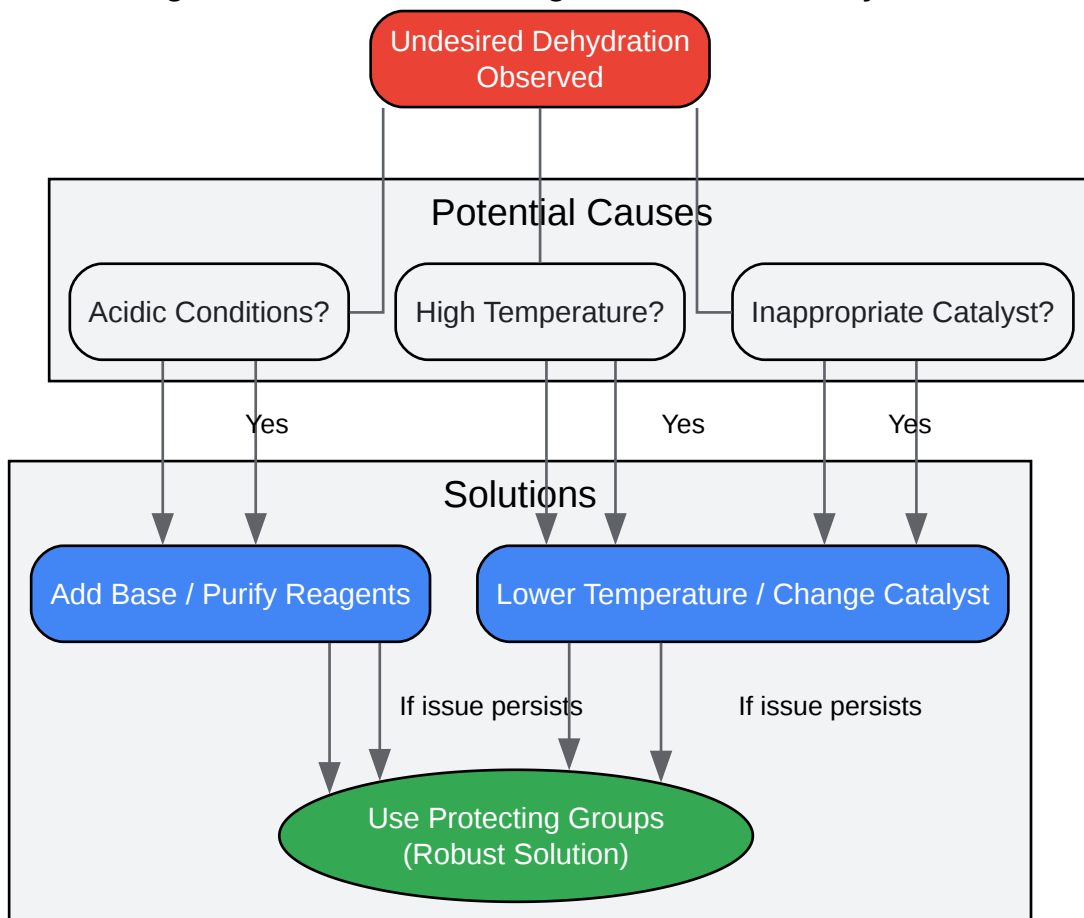 Undesired Dehydration
Observed
Potential Causes
Acidic Conditions?
High Temperature?
Inappropriate Catalyst?
Yes
Yes
Yes
Solutions
Add Base / Purify Reagents
Lower Temperature / Change Catalyst
If issue persists
If issue persists
Use Protecting Groups
(Robust Solution)